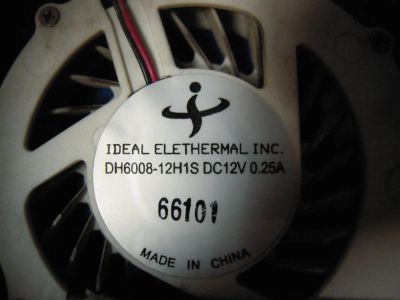 IDEAL ELETHERMAL INC.
DH6008-12H1S DC12V 0.25A
66101
MADE IN CHINA